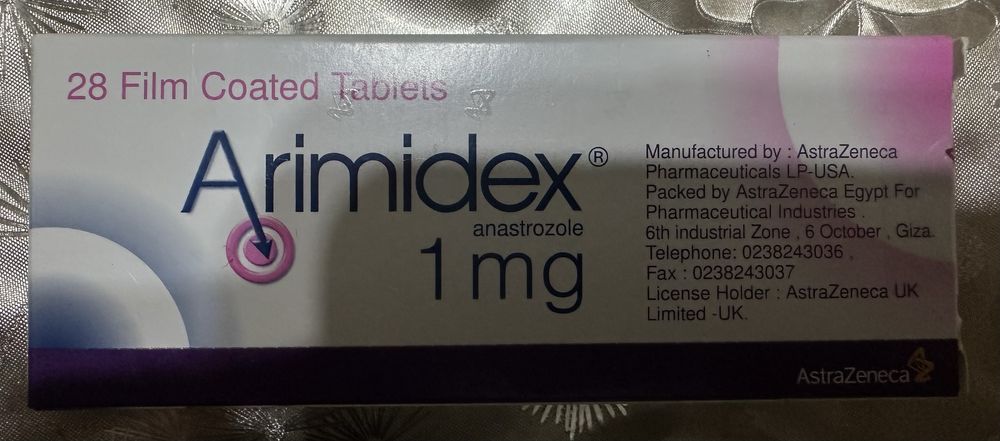 28 Film Coated Tablets
Arimidex®
anastrozole
1 mg
Manufactured by : AstraZeneca
Pharmaceuticals LP-USA.
Packed by AstraZeneca Egypt For
Pharmaceutical Industries .
6th industrial Zone , 6 October , Giza.
Telephone: 0238243036 ,
Fax : 0238243037
License Holder : AstraZeneca UK
Limited -UK.
AstraZeneca